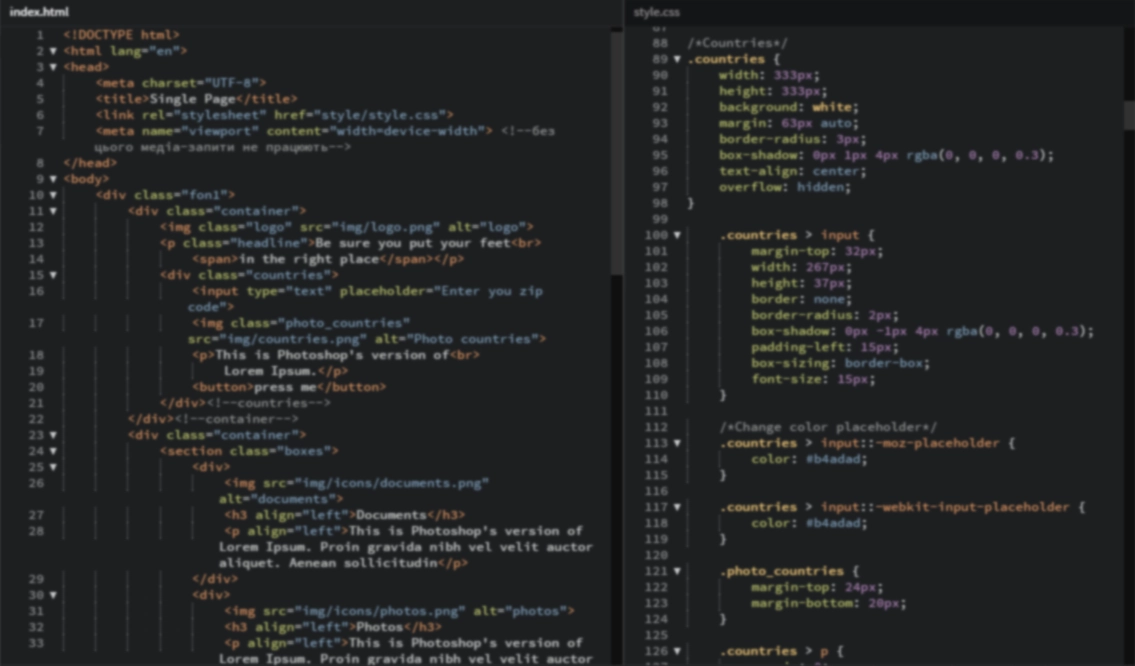 index.html
1 <!DOCTYPE html>
2 <html lang="en">
3 <head>
4 <meta charset="UTF-8">
5 <title>Single Page</title>
6 <link rel="stylesheet" href="style/style.css">
7 <meta name="viewport" content="width=device-width"> <!--без
цього медіа-запити не працюють-->
8 </head>
9 <body>
10 <div class="fon1">
11 <div class="container">
12 <img class="logo" src="img/logo.png" alt="logo">
13 <p class="headline">Be sure you put your feet<br>
14 <span>in the right place</span></p>
15 <div class="countries">
16 <input type="text" placeholder="Enter you zip
code">
17 <img class="photo_countries"
src="img/countries.png" alt="Photo countries">
18 <p>This is Photoshop's version of<br>
19 Lorem Ipsum.</p>
20 <button>press me</button>
21 </div><!--countries-->
22 </div><!--container-->
23 <div class="container">
24 <section class="boxes">
25 <div>
26 <img src="img/icons/documents.png"
alt="documents">
27 <h3 align="left">Documents</h3>
28 <p align="left">This is Photoshop's version of
Lorem Ipsum. Proin gravida nibh vel velit auctor
aliquet. Aenean sollicitudin</p>
29 </div>
30 <div>
31 <img src="img/icons/photos.png" alt="photos">
32 <h3 align="left">Photos</h3>
33 <p align="left">This is Photoshop's version of
Lorem Ipsum. Proin gravida nibh vel velit auctor
style.css
87
88 /*Countries*/
89 .countries {
90 width: 333px;
91 height: 333px;
92 background: white;
93 margin: 63px auto;
94 border-radius: 3px;
95 box-shadow: 0px 1px 4px rgba(0, 0, 0, 0.3);
96 text-align: center;
97 overflow: hidden;
98 }
99
100 .countries > input {
101 margin-top: 32px;
102 width: 267px;
103 height: 37px;
104 border: none;
105 border-radius: 2px;
106 box-shadow: 0px -1px 4px rgba(0, 0, 0, 0.3);
107 padding-left: 15px;
108 box-sizing: border-box;
109 font-size: 15px;
110 }
111
112 /*Change color placeholder*/
113 .countries > input::-moz-placeholder {
114 color: #b4adad;
115 }
116
117 .countries > input::-webkit-input-placeholder {
118 color: #b4adad;
119 }
120
121 .photo_countries {
122 margin-top: 24px;
123 margin-bottom: 20px;
124 }
125
126 .countries > p {